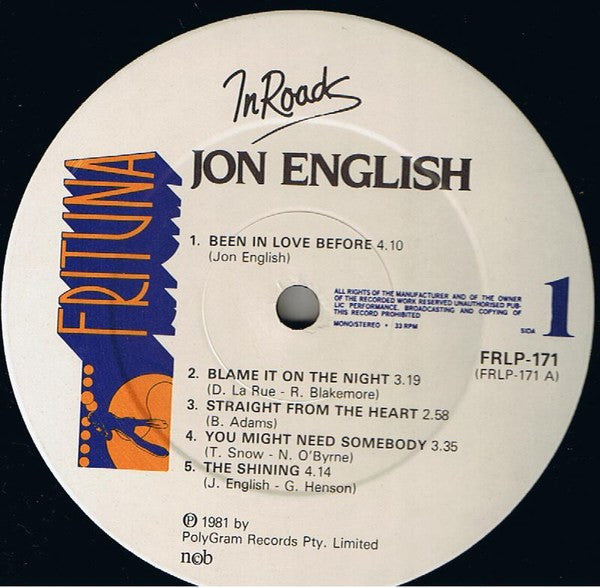 InRoads
JON ENGLISH
FRITUNA
1. BEEN IN LOVE BEFORE 4.10
(Jon English)
ALL RIGHTS OF THE MANUFACTURER AND OF THE OWNER
OF THE RECORDED WORK RESERVED UNAUTHORISED PUB-
LIC PERFORMANCE, BROADCASTING AND COPYING OF
THIS RECORD PROHIBITED
MONO/STEREO • 33 RPM
SIDA 1
FRLP-171
(FRLP-171 A)
2. BLAME IT ON THE NIGHT 3.19
(D. La Rue - R. Blakemore)
3. STRAIGHT FROM THE HEART 2.58
(B. Adams)
4. YOU MIGHT NEED SOMEBODY 3.35
(T. Snow - N. O'Byrne)
5. THE SHINING 4.14
(J. English - G. Henson)
Ⓟ 1981 by
PolyGram Records Pty. Limited
ncb